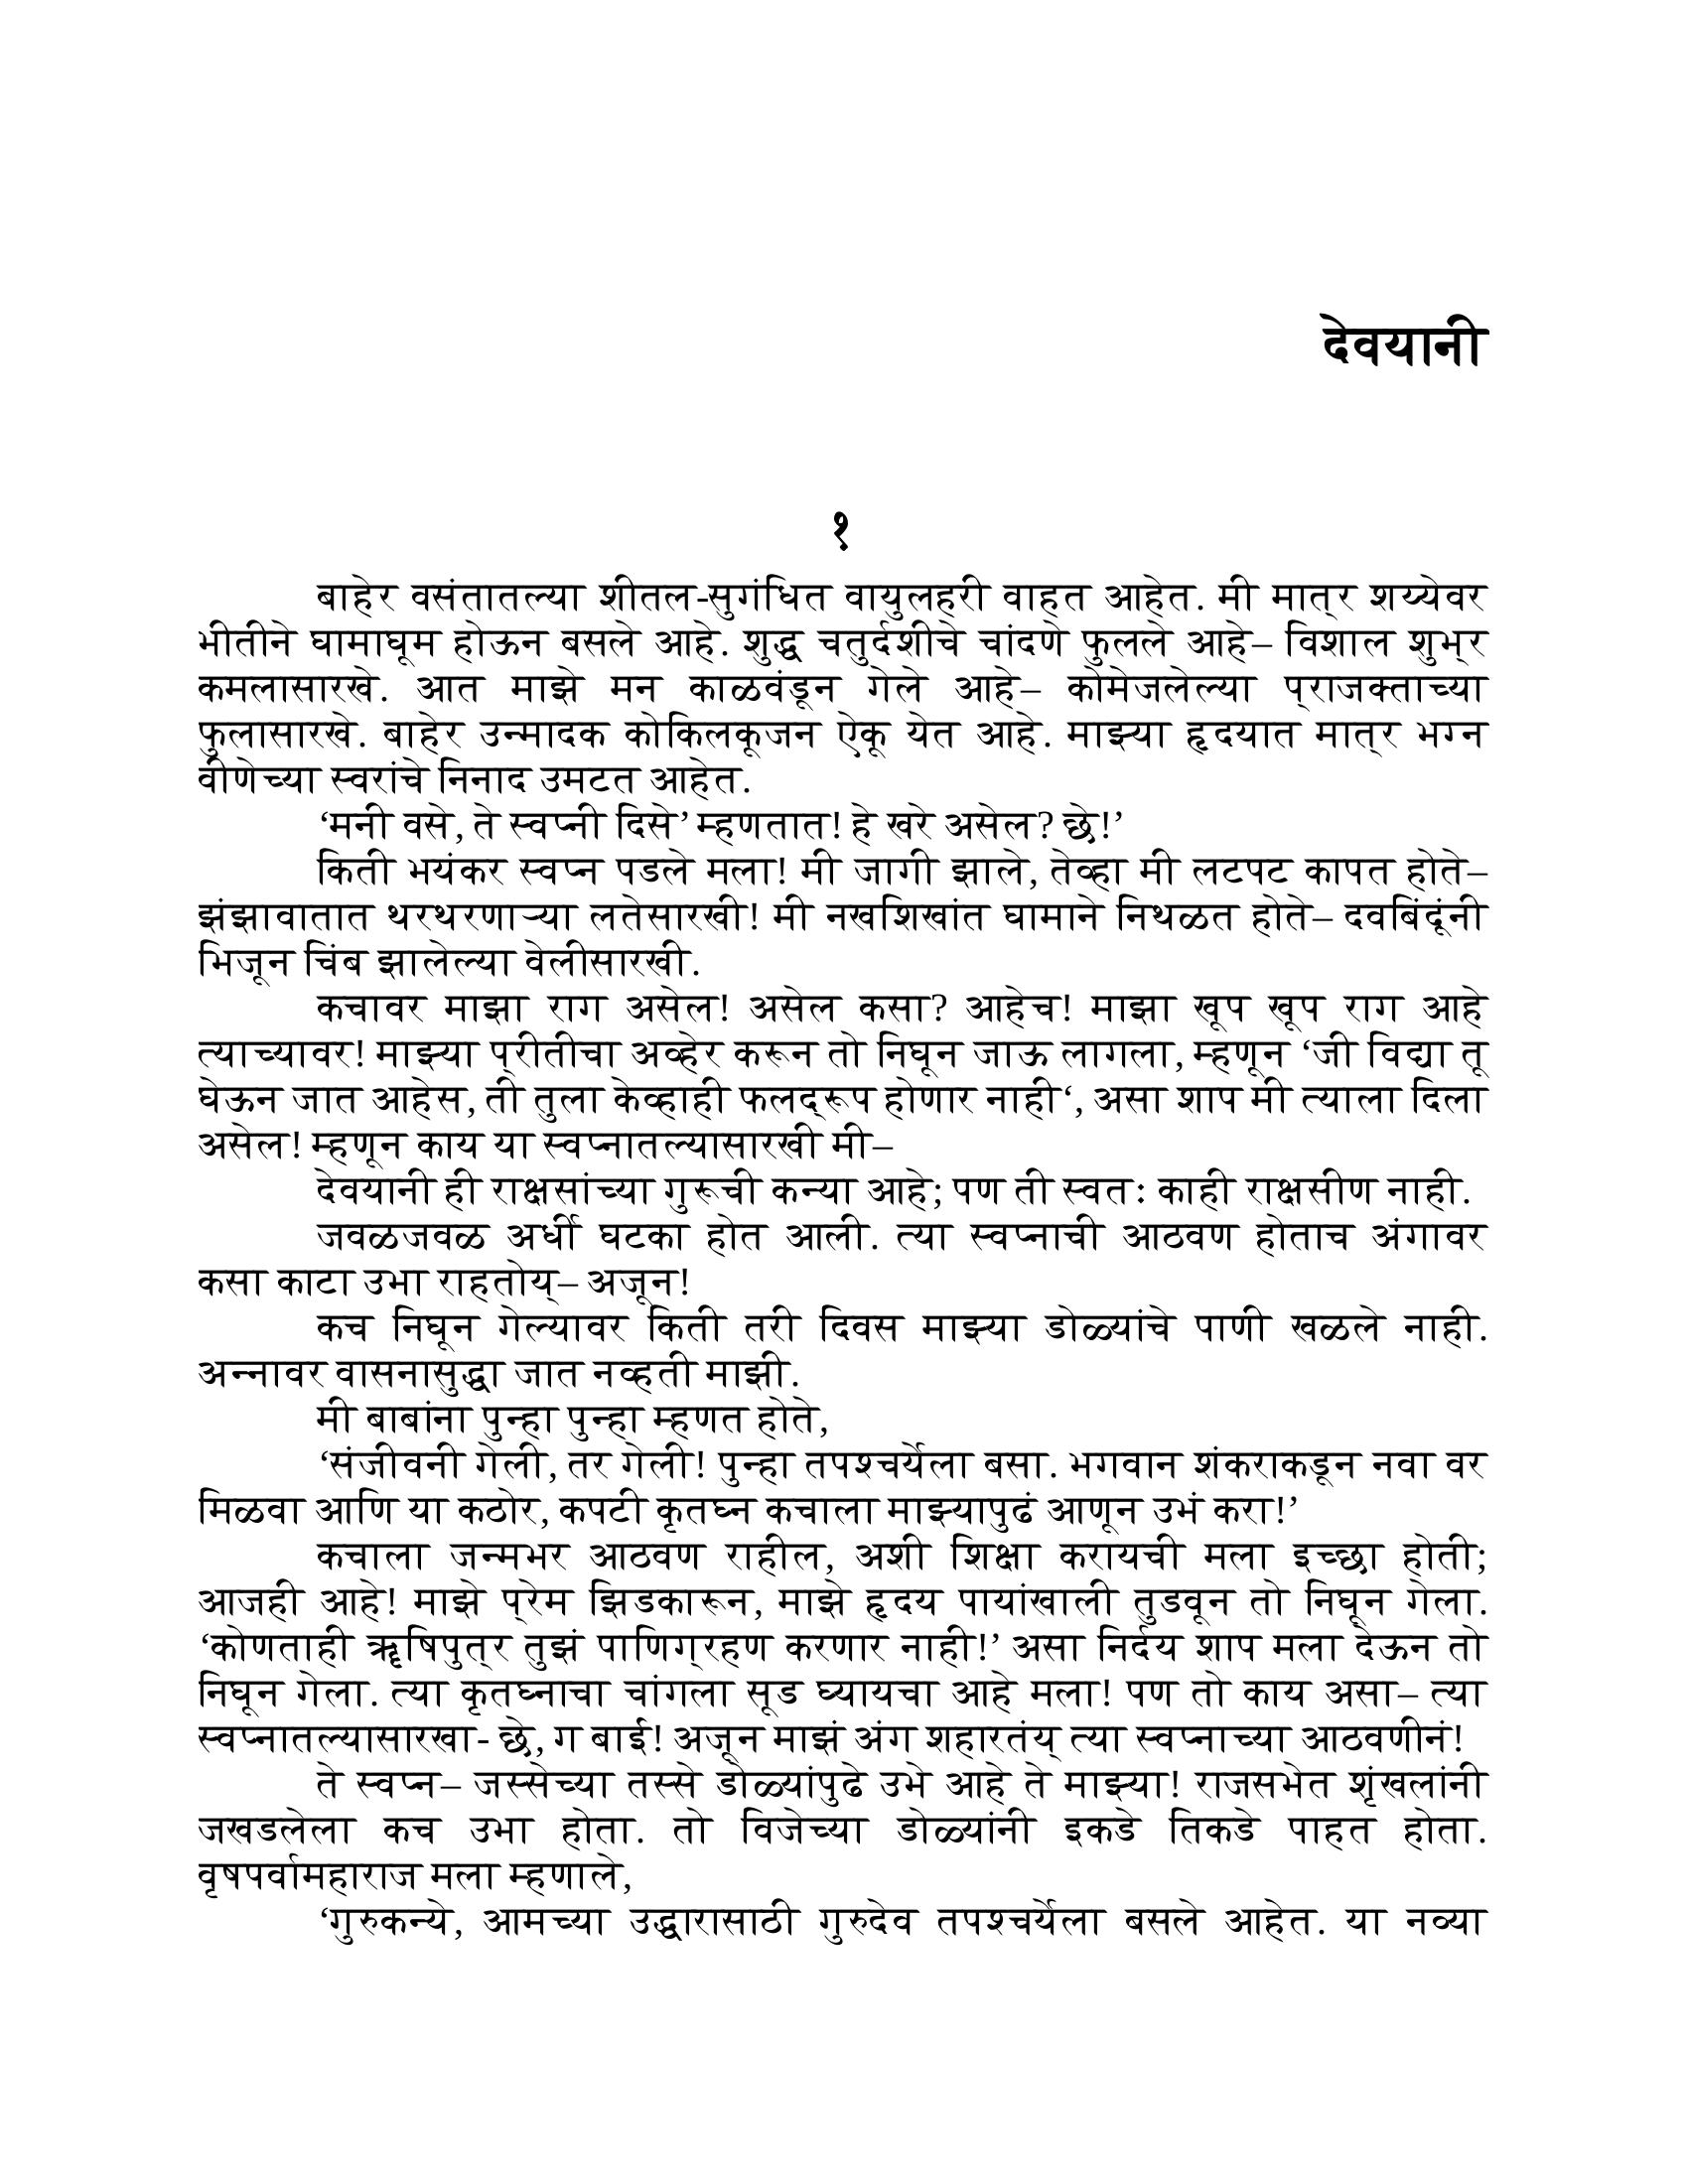 देवयानी
१
बाहेर वसंतातल्या शीतल-सुगंधित वायुलहरी वाहत आहेत. मी मात्र शय्येवर
भीतीने घामाघूम होऊन बसले आहे. शुद्ध चतुर्दशीचे चांदणे फुलले आहे– विशाल शुभ्र
कमलासारखे. आत माझे मन काळवंडून गेले आहे– कोमेजलेल्या प्राजक्ताच्या
फुलासारखे. बाहेर उन्मादक कोकिलकूजन ऐकू येत आहे. माझ्या हृदयात मात्र भग्न
वीणेच्या स्वरांचे निनाद उमटत आहेत.
‘मनी वसे, ते स्वप्नी दिसे’ म्हणतात! हे खरे असेल? छे!’
किती भयंकर स्वप्न पडले मला! मी जागी झाले, तेव्हा मी लटपट कापत होते–
झंझावातात थरथरणाऱ्या लतेसारखी! मी नखशिखांत घामाने निथळत होते– दवबिंदूंनी
भिजून चिंब झालेल्या वेलीसारखी.
कचावर माझा राग असेल! असेल कसा? आहेच! माझा खूप खूप राग आहे
त्याच्यावर! माझ्या प्रीतीचा अव्हेर करून तो निघून जाऊ लागला, म्हणून ‘जी विद्या तू
घेऊन जात आहेस, ती तुला केव्हाही फलद्रूप होणार नाही‘, असा शाप मी त्याला दिला
असेल! म्हणून काय या स्वप्नातल्यासारखी मी–
देवयानी ही राक्षसांच्या गुरूची कन्या आहे; पण ती स्वतः काही राक्षसीण नाही.
जवळजवळ अर्धी घटका होत आली. त्या स्वप्नाची आठवण होताच अंगावर
कसा काटा उभा राहतोय्– अजून!
कच निघून गेल्यावर किती तरी दिवस माझ्या डोळ्यांचे पाणी खळले नाही.
अन्नावर वासनासुद्धा जात नव्हती माझी.
मी बाबांना पुन्हा पुन्हा म्हणत होते,
‘संजीवनी गेली, तर गेली! पुन्हा तपश्चर्येला बसा. भगवान शंकराकडून नवा वर
मिळवा आणि या कठोर, कपटी कृतघ्न कचाला माझ्यापुढं आणून उभं करा!’
कचाला जन्मभर आठवण राहील, अशी शिक्षा करायची मला इच्छा होती;
आजही आहे! माझे प्रेम झिडकारून, माझे हृदय पायांखाली तुडवून तो निघून गेला.
‘कोणताही ॠषिपुत्र तुझं पाणिग्रहण करणार नाही!’ असा निर्दय शाप मला देऊन तो
निघून गेला. त्या कृतघ्नाचा चांगला सूड घ्यायचा आहे मला! पण तो काय असा– त्या
स्वप्नातल्यासारखा- छे, ग बाई! अजून माझं अंग शहारतंय् त्या स्वप्नाच्या आठवणीनं!
ते स्वप्न– जस्सेच्या तस्से डोळ्यांपुढे उभे आहे ते माझ्या! राजसभेत शृंखलांनी
जखडलेला कच उभा होता. तो विजेच्या डोळ्यांनी इकडे तिकडे पाहत होता.
वृषपर्वामहाराज मला म्हणाले,
‘गुरुकन्ये, आमच्या उद्धारासाठी गुरुदेव तपश्चर्येला बसले आहेत. या नव्या